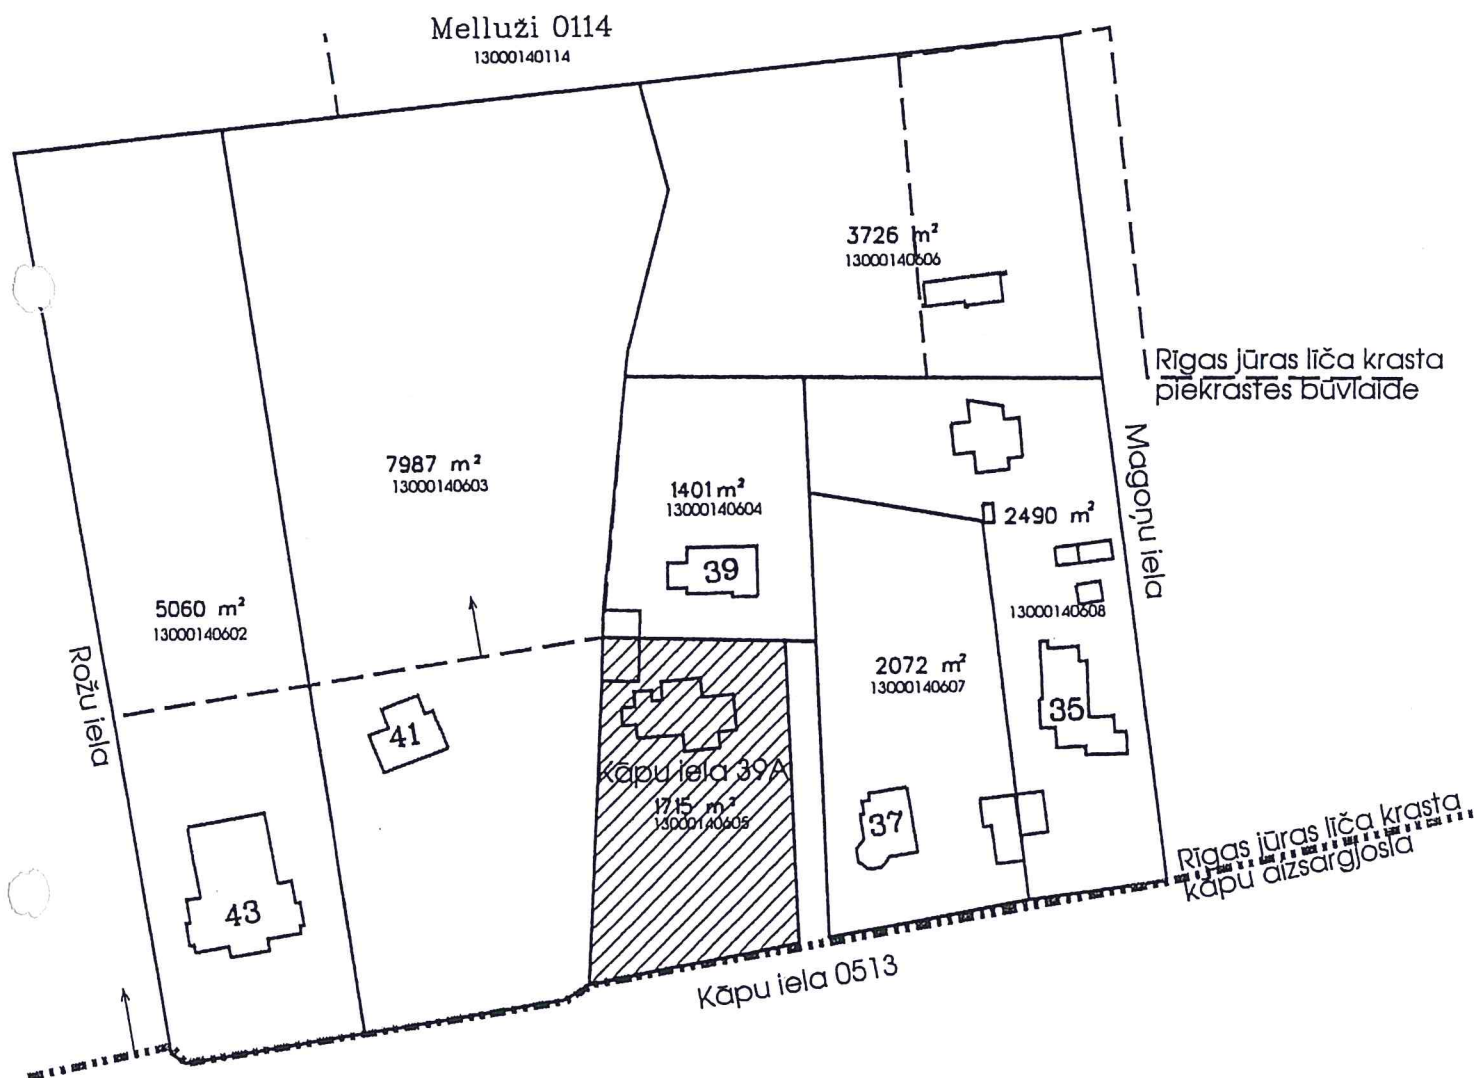 Melluži 0114
13000140114
3726 m²
13000140606
Rīgas jūras līča krasta
piekrastes būvlaide
7987 m²
13000140603
1401 m²
13000140604
Magoņu iela
2490 m²
39
5060 m²
13000140602
13000140608
Rožu iela
2072 m²
13000140607
35
41
Kāpu iela 39A
1715 m²
13000140605
37
Rīgas jūras līča krasta
kāpu aizsargjosla
43
Kāpu iela 0513